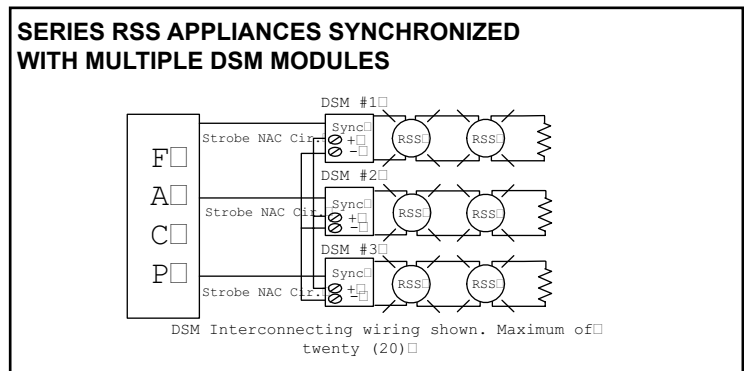 SERIES RSS APPLIANCES SYNCHRONIZED
WITH MULTIPLE DSM MODULES
DSM #1□
Sync□
Strobe NAC Cir.□
+□
−□
RSS□ RSS□
F□
A□
C□
P□
DSM #2□
Sync□
Strobe NAC Cir.□
+□
−□
RSS□ RSS□
DSM #3□
Sync□
Strobe NAC Cir.□
+□
−□
RSS□ RSS□
DSM Interconnecting wiring shown. Maximum of□
twenty (20)□